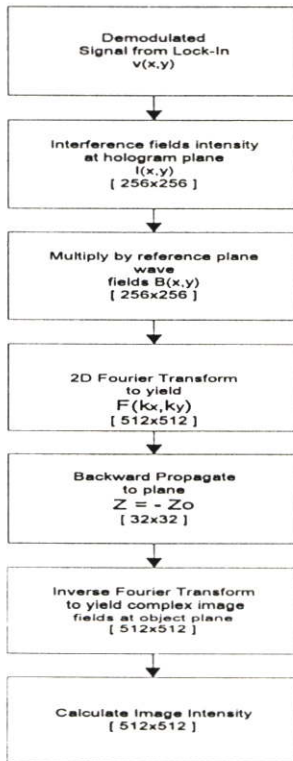 Demodulated
Signal from Lock-In
v(x,y)
Interference fields intensity
at hologram plane
I(x,y)
[ 256x256 ]
Multiply by reference plane
wave
fields B(x,y)
[ 256x256 ]
2D Fourier Transform
to yield
F(kx,ky)
[ 512x512 ]
Backward Propagate
to plane
Z = - Zo
[ 32x32 ]
Inverse Fourier Transform
to yield complex image
fields at object plane
[ 512x512 ]
Calculate Image Intensity
[ 512x512 ]